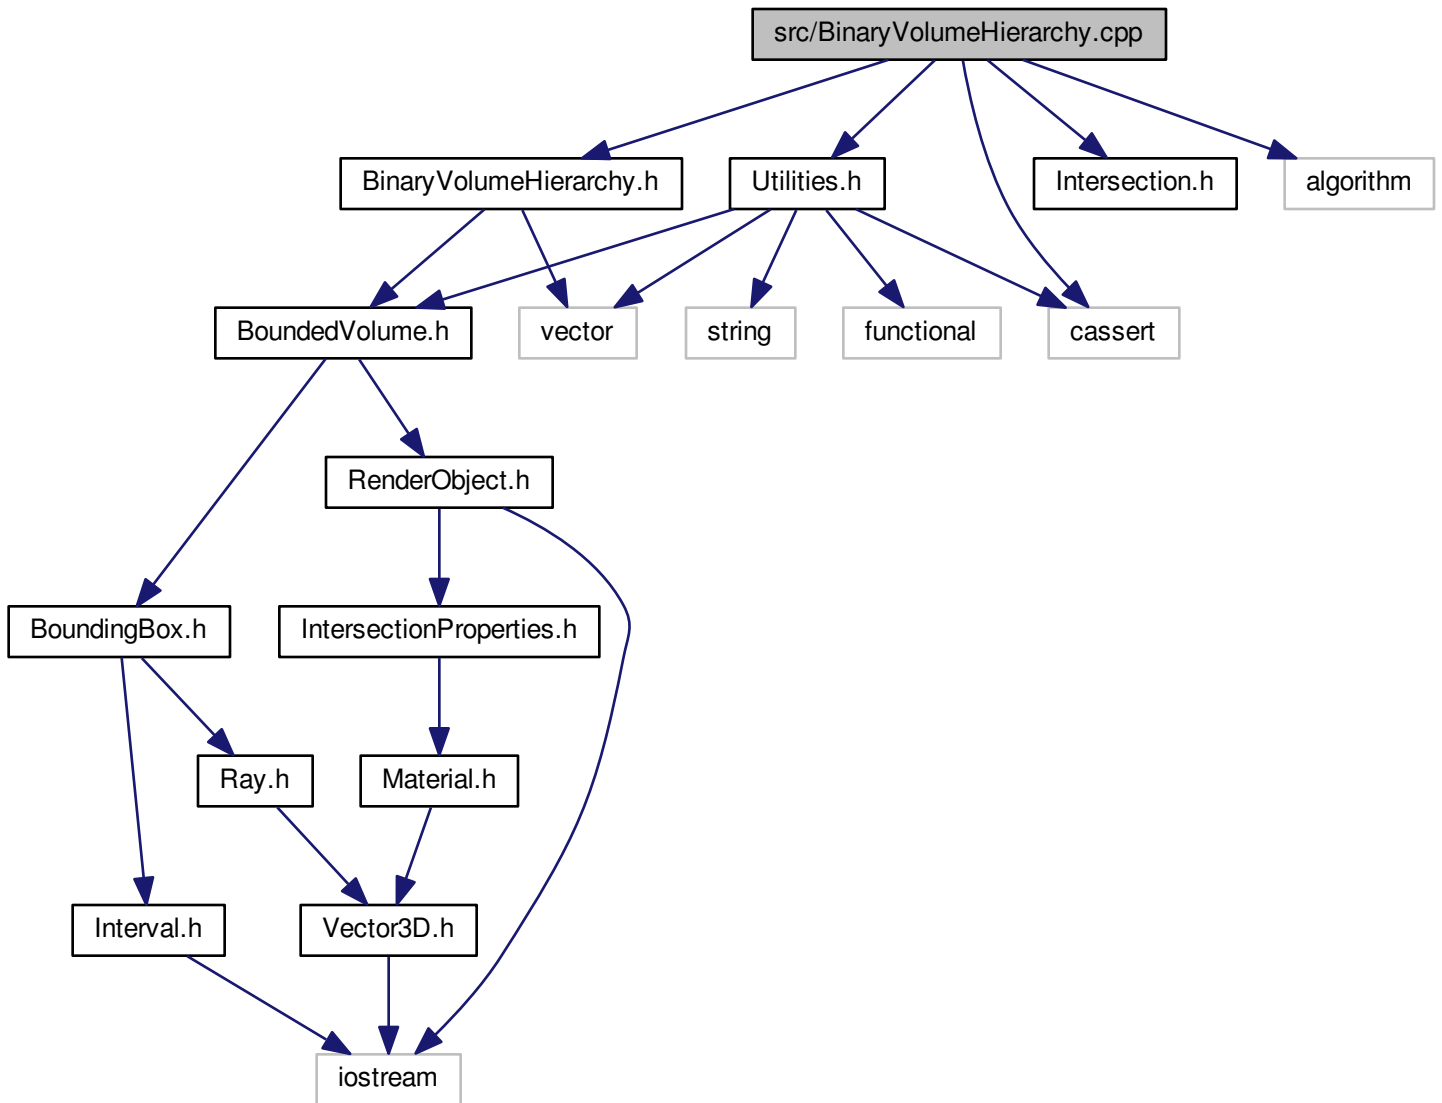 src/BinaryVolumeHierarchy.cpp
BinaryVolumeHierarchy.h
Utilities.h
Intersection.h
algorithm
BoundedVolume.h
vector
string
functional
cassert
RenderObject.h
BoundingBox.h
IntersectionProperties.h
Ray.h
Material.h
Interval.h
Vector3D.h
iostream